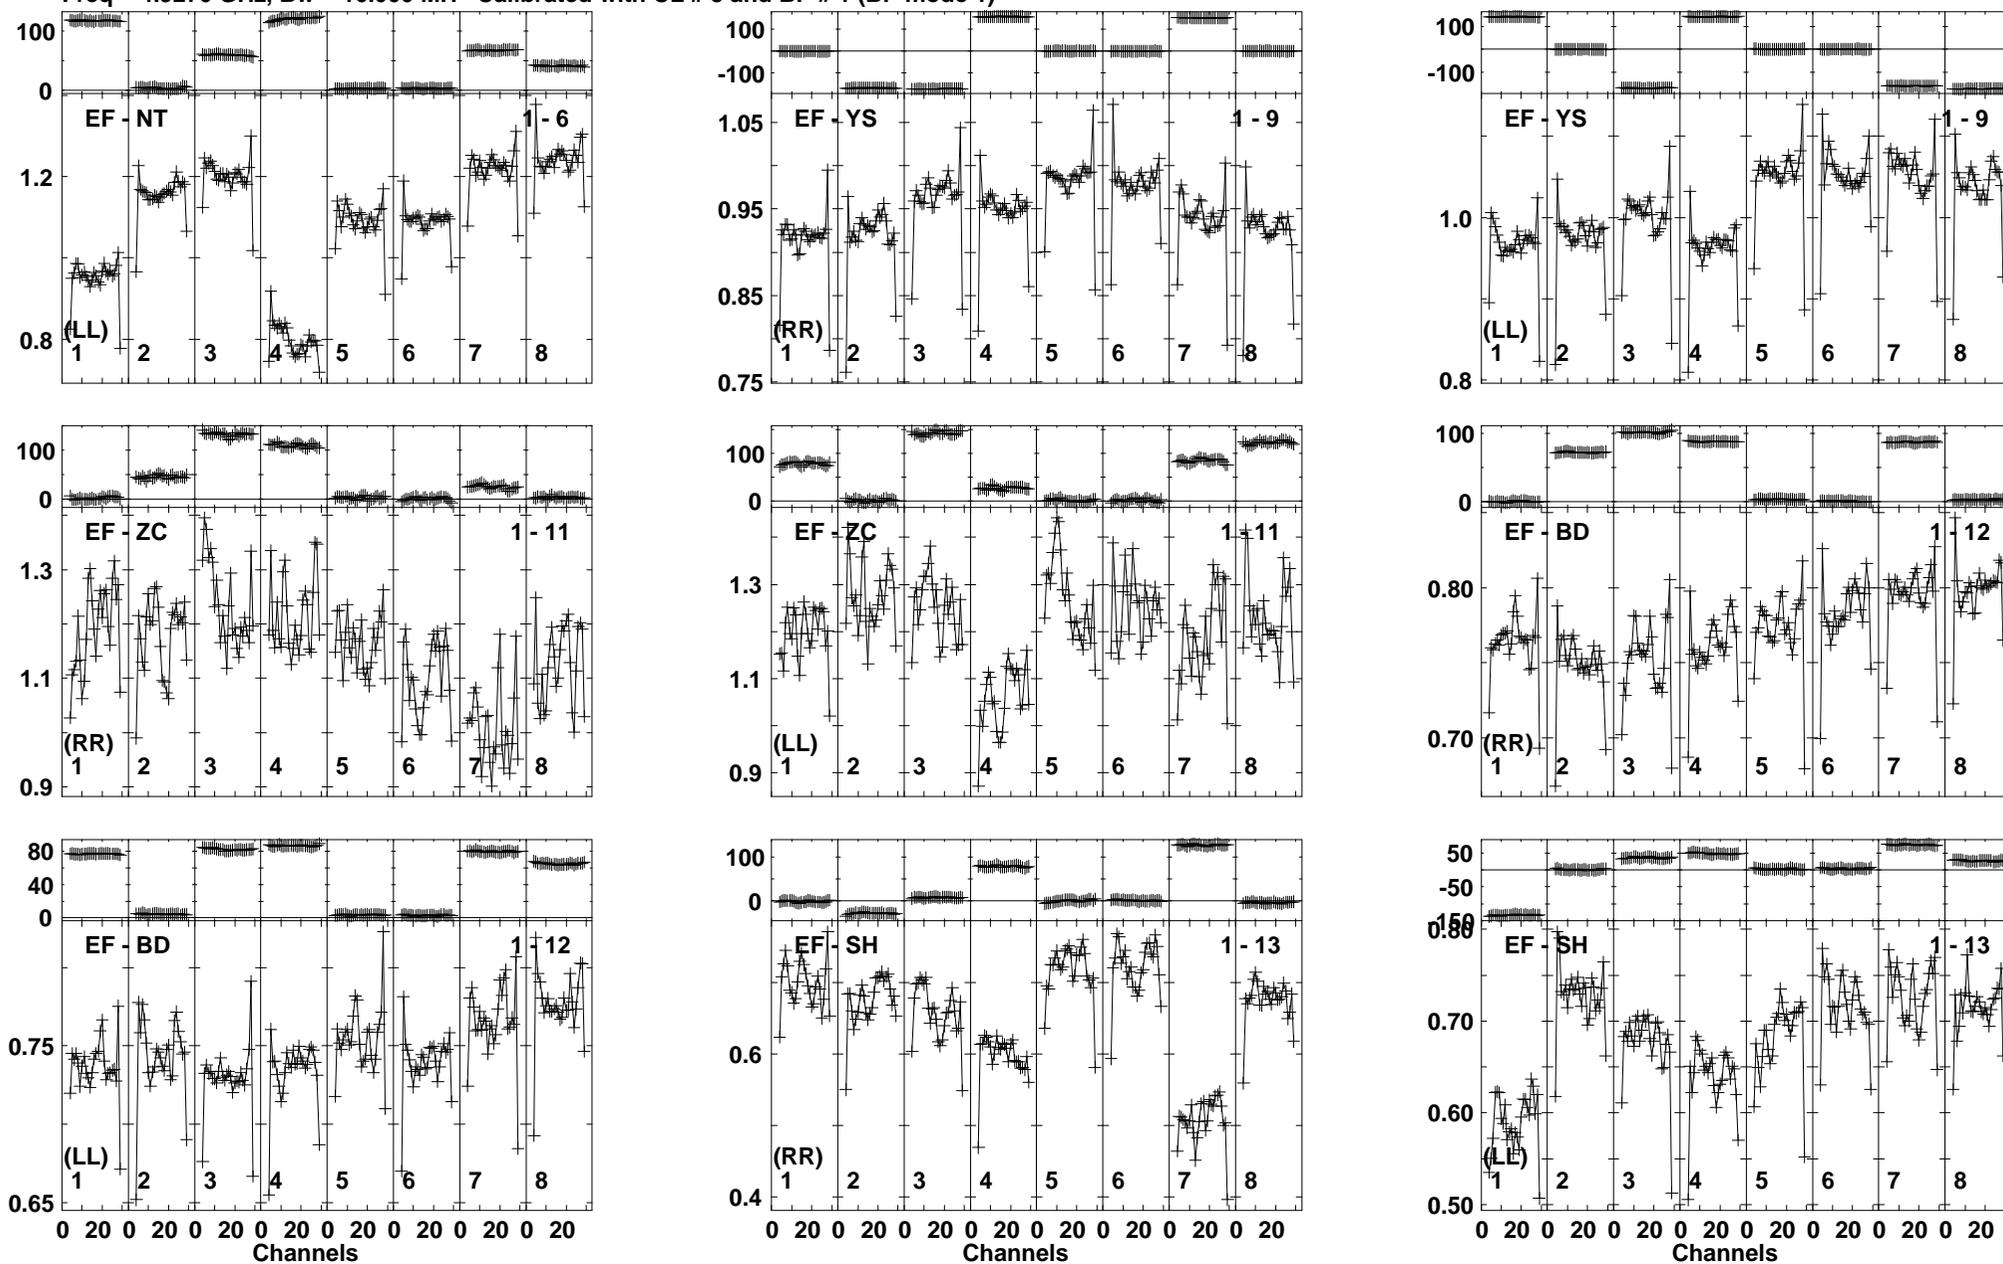 100 0
EF - NT 1 - 6
1.2
0.8
(LL)
1 2 3 4 5 6 7 8
100 -100
EF - YS 1 - 9
1.05
0.95
0.85
0.75
(RR)
1 2 3 4 5 6 7 8
100 -100
EF - YS 1 - 9
1.0
0.8
(LL)
1 2 3 4 5 6 7 8
100 0
EF - ZC 1 - 11
1.3
1.1
0.9
(RR)
1 2 3 4 5 6 7 8
100 0
EF - ZC 1 - 11
1.3
1.1
0.9
(LL)
1 2 3 4 5 6 7 8
100 0
EF - BD 1 - 12
0.80
0.70
(RR)
1 2 3 4 5 6 7 8
80 40 0
EF - BD 1 - 12
0.75
0.65
(LL)
1 2 3 4 5 6 7 8
0 20 0 20 0 20 0 20 0 20 0 20 0 20 0 20
Channels
100 0
EF - SH 1 - 13
0.6
0.4
(RR)
1 2 3 4 5 6 7 8
0 20 0 20 0 20 0 20 0 20 0 20 0 20 0 20
Channels
50 -50 -150
EF - SH 1 - 13
0.80
0.70
0.60
0.50
(LL)
1 2 3 4 5 6 7 8
0 20 0 20 0 20 0 20 0 20 0 20 0 20 0 20
Channels